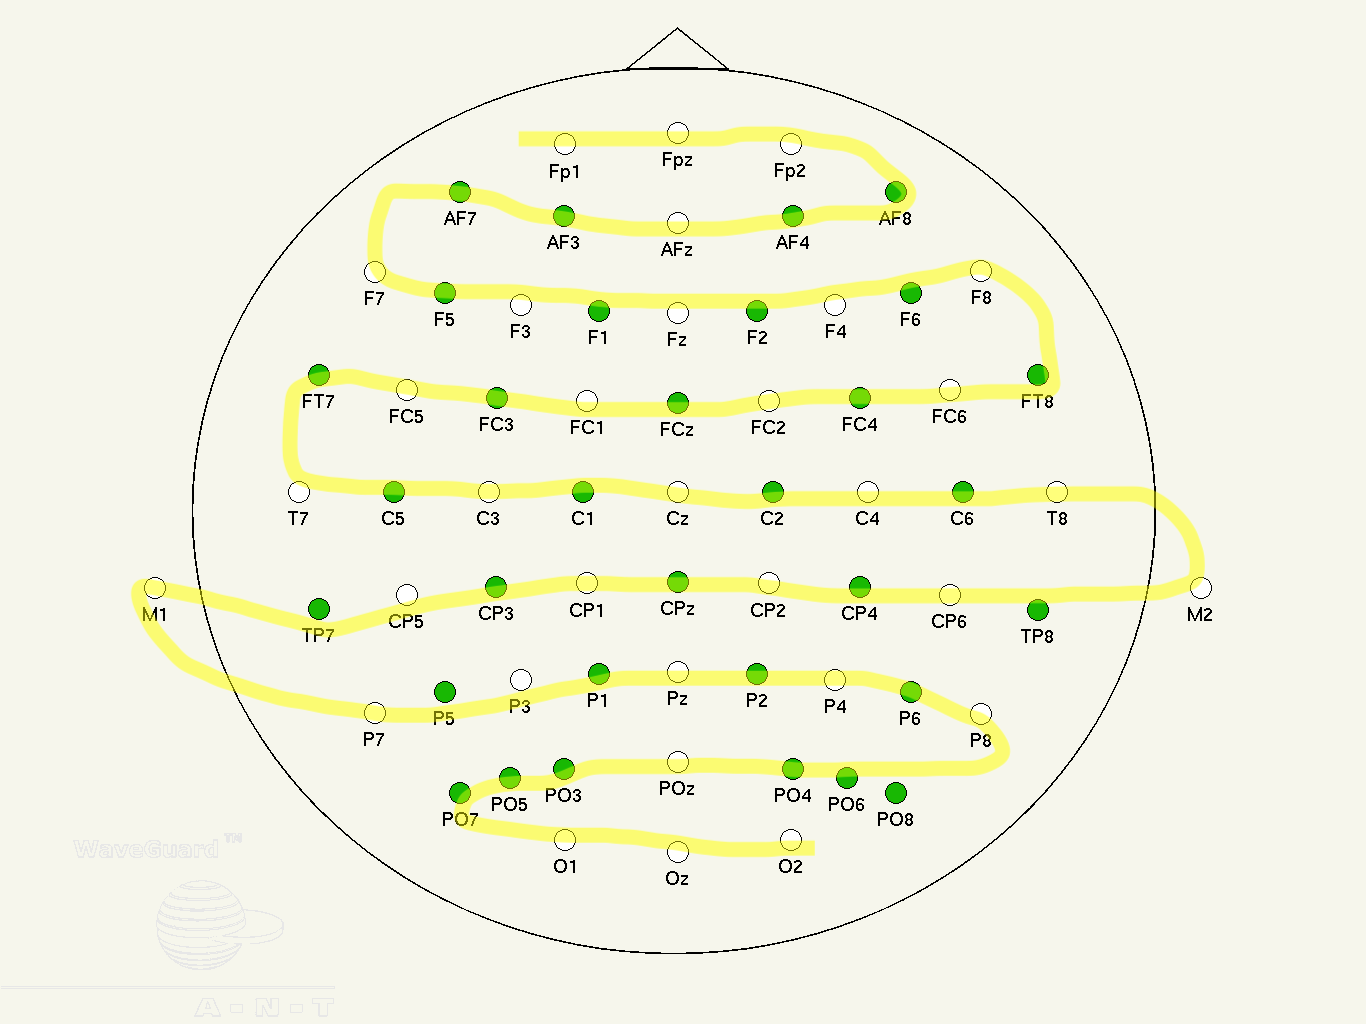 Fp1 Fpz Fp2
AF7 AF3 AFz AF4 AF8
F7 F5 F3 F1 Fz F2 F4 F6 F8
FT7 FC5 FC3 FC1 FCz FC2 FC4 FC6 FT8
T7 C5 C3 C1 Cz C2 C4 C6 T8
M1 TP7 CP5 CP3 CP1 CPz CP2 CP4 CP6 TP8 M2
P7 P5 P3 P1 Pz P2 P4 P6 P8
PO7 PO5 PO3 POz PO4 PO6 PO8
O1 Oz O2
WaveGuard™
A-N-T